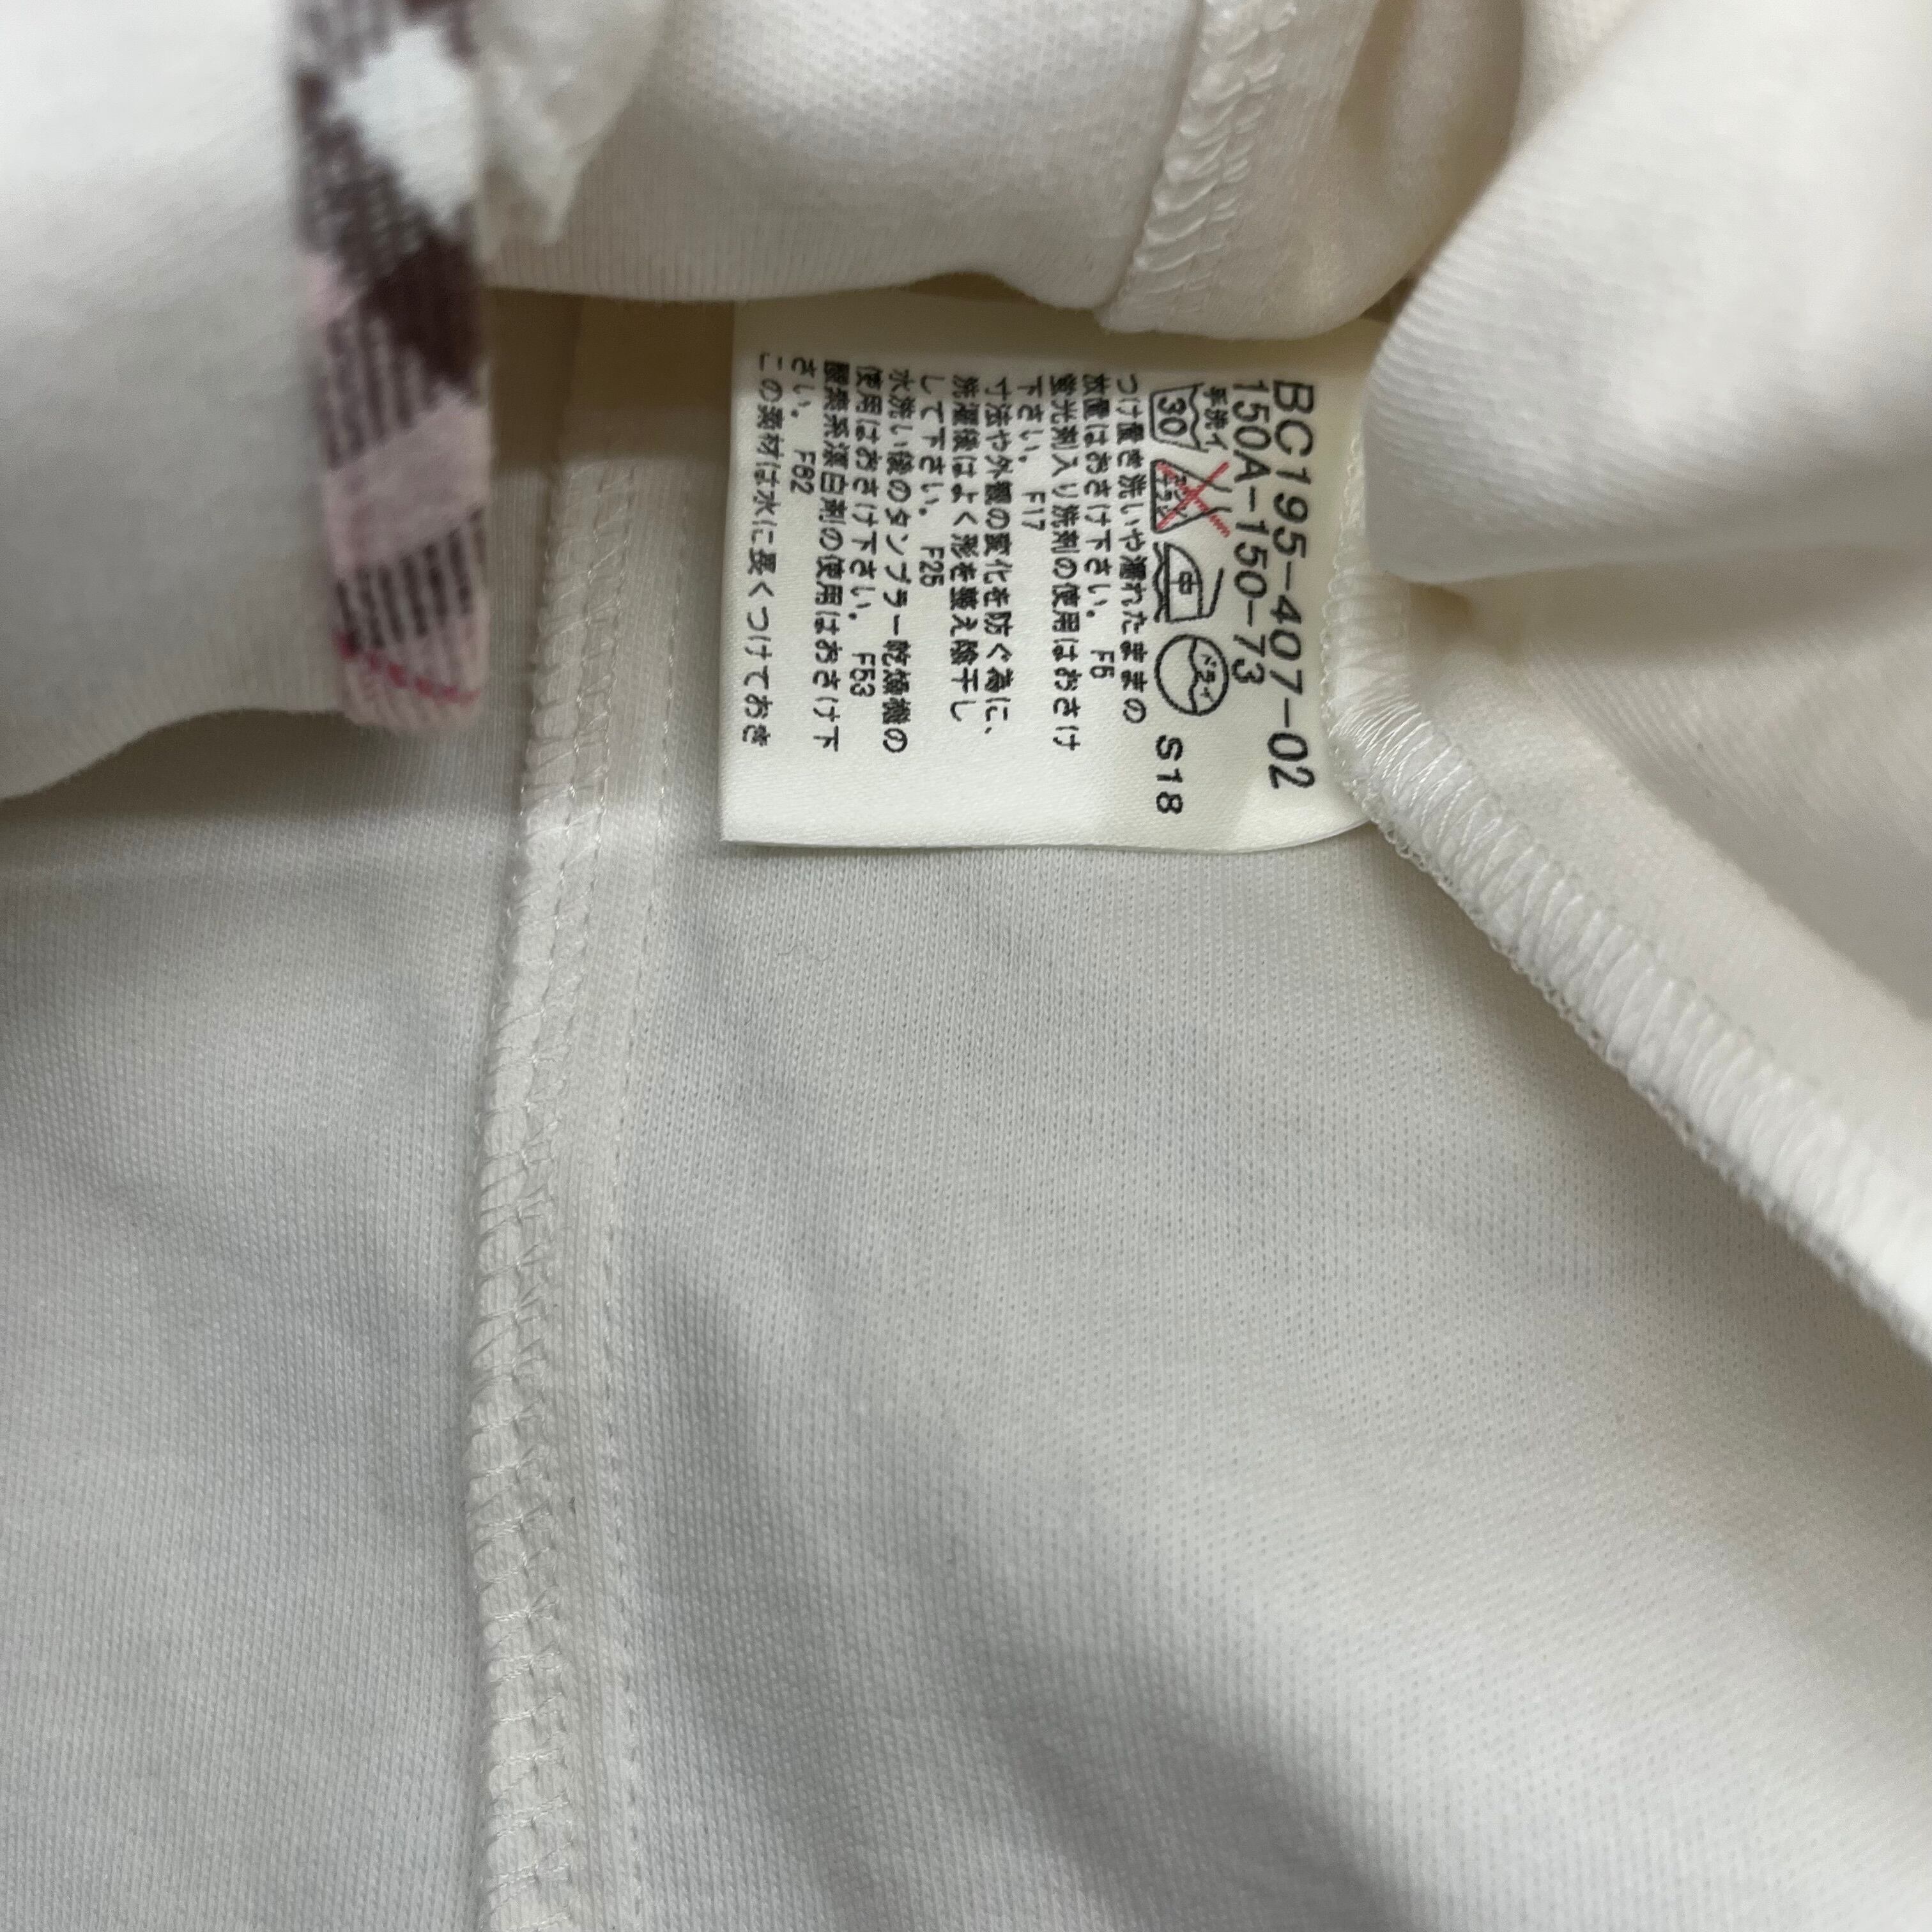 BC195-407-02
150A-150-73
手洗イ
30 エンソサラシ 中 ドライ S18
つけ置き洗いや濡れたままの
放置はおさけ下さい。 F5
蛍光剤入り洗剤の使用はおさけ
下さい。 F17
寸法や外観の変化を防ぐ為に、
洗濯後はよく形を整え陰干し
して下さい。 F25
水洗い後のタンブラー乾燥機の
使用はおさけ下さい。 F53
酸素系漂白剤の使用はおさけ下
さい。 F82
この素材は水に長くつけておき